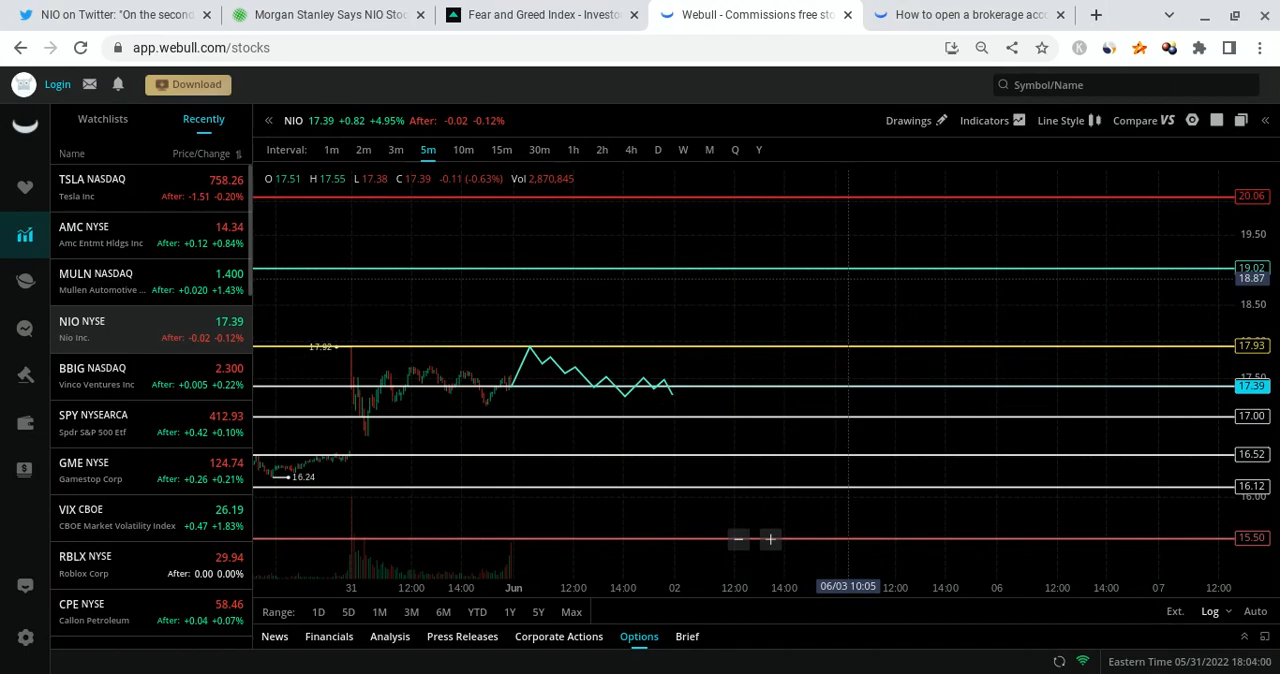 NIO on Twitter: "On the second
Morgan Stanley Says NIO Stoc
Fear and Greed Index - Investo
Webull - Commissions free sto
How to open a brokerage acco
app.webull.com/stocks
Login
Download
Symbol/Name
Watchlists
Recently
Name
Price/Change
TSLA NASDAQ 758.26
Tesla Inc After: -1.51 -0.20%
AMC NYSE 14.34
Amc Entmt Hldgs Inc After: +0.12 +0.84%
MULN NASDAQ 1.400
Mullen Automotive ... After: +0.020 +1.43%
NIO NYSE 17.39
Nio Inc. After: -0.02 -0.12%
BBIG NASDAQ 2.300
Vinco Ventures Inc After: +0.005 +0.22%
SPY NYSEARCA 412.93
Spdr S&P 500 Etf After: +0.42 +0.10%
GME NYSE 124.74
Gamestop Corp After: +0.26 +0.21%
VIX CBOE 26.19
CBOE Market Volatility Index +0.47 +1.83%
RBLX NYSE 29.94
Roblox Corp After: 0.00 0.00%
CPE NYSE 58.46
Callon Petroleum After: +0.04 +0.07%
NIO 17.39 +0.82 +4.95% After: -0.02 -0.12%
Drawings Indicators Line Style Compare VS
Interval: 1m 2m 3m 5m 10m 15m 30m 1h 2h 4h D W M Q Y
O 17.51 H 17.55 L 17.38 C 17.39 -0.11 (-0.63%) Vol 2,870,845
20.06
19.50
19.02
18.87
18.50
17.93
17.92
17.50
17.39
17.00
16.52
16.24
16.12
16.00
15.50
31 12:00 14:00 Jun 12:00 14:00 02 12:00 14:00 06/03 10:05 12:00 14:00 06 12:00 14:00 07 12:00
Range: 1D 5D 1M 3M 6M YTD 1Y 5Y Max
Ext. Log Auto
News Financials Analysis Press Releases Corporate Actions Options Brief
Eastern Time 05/31/2022 18:04:00